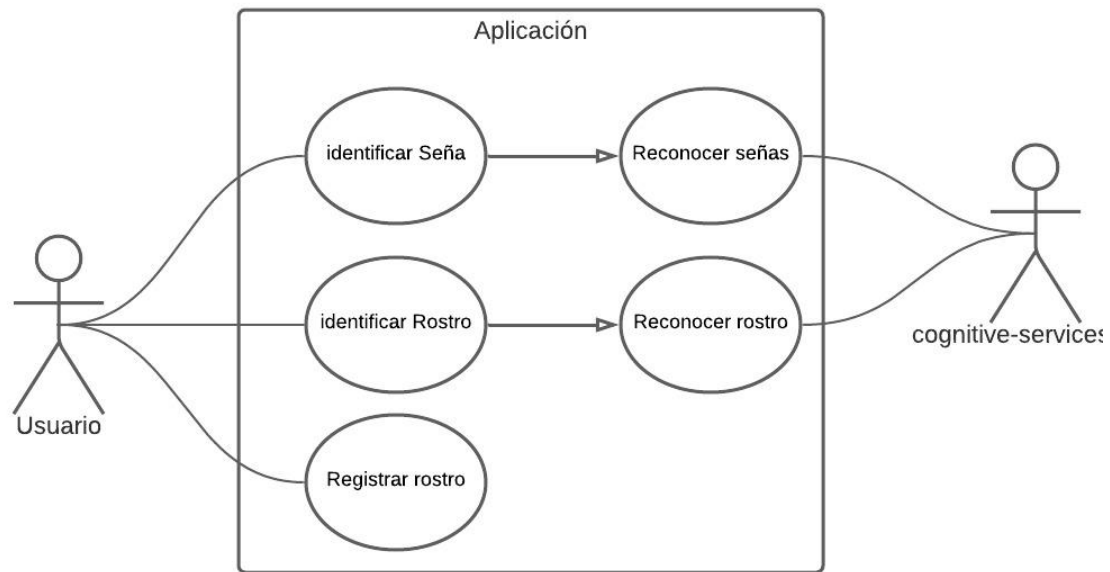 Aplicación
identificar Seña
Reconocer señas
identificar Rostro
Reconocer rostro
cognitive-services
Usuario
Registrar rostro